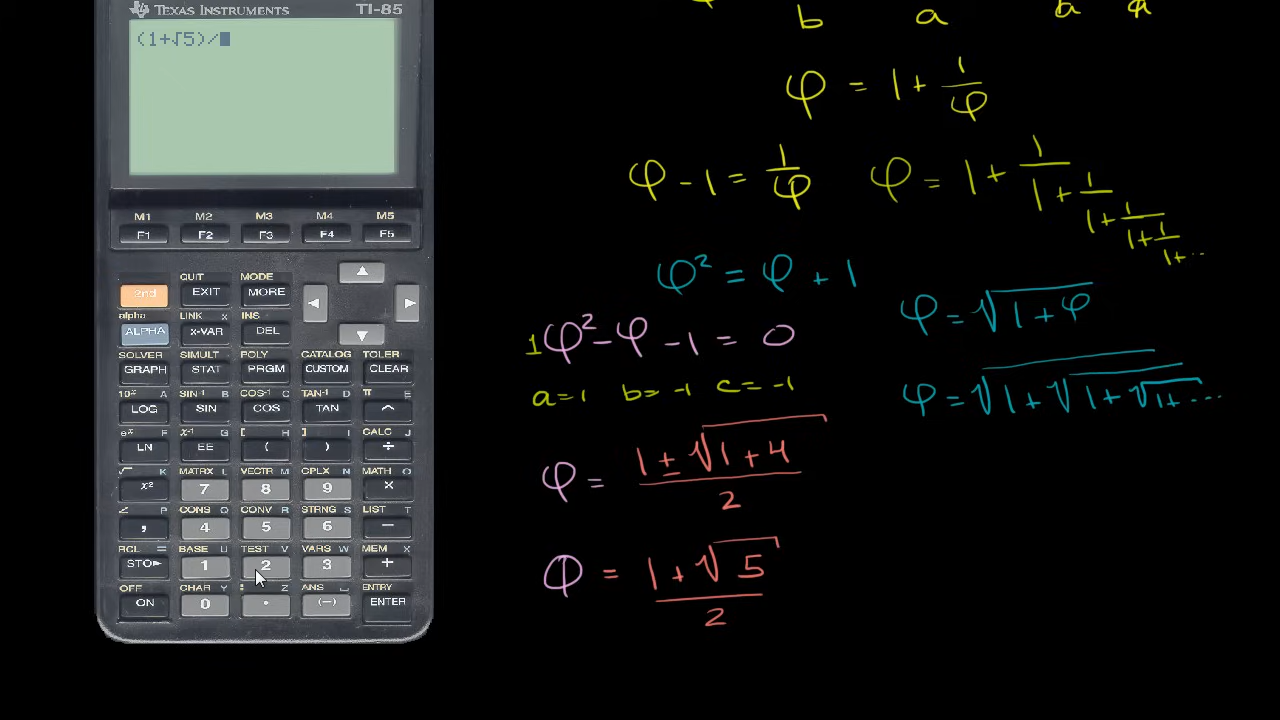 TEXAS INSTRUMENTS TI-85
(1+√5)/
M1 M2 M3 M4 M5
F1 F2 F3 F4 F5
QUIT MODE
2nd EXIT MORE
alpha LINK x INS
ALPHA x-VAR DEL
SOLVER SIMULT POLY CATALOG TOLER
GRAPH STAT PRGM CUSTOM CLEAR
10ˣ A SIN⁻¹ B COS⁻¹ C TAN⁻¹ D π E
LOG SIN COS TAN ^
eˣ F x⁻¹ G [ H ] I CALC J
LN EE ( ) ÷
√ K MATRX L VECTR M CPLX N MATH O
x² 7 8 9 ×
∠ P CONS Q CONV R STRNG S LIST T
, 4 5 6 −
RCL = BASE U TEST V VARS W MEM X
STO► 1 2 3 +
OFF CHAR Y : Z ANS ␣ ENTRY
ON 0 . (−) ENTER
b a a
φ = 1 + 1/φ
φ - 1 = 1/φ
φ = 1 + 1/(1 + 1/(1 + 1/(1 + 1/(1 + ...
φ² = φ + 1
φ = √(1 + φ)
1φ² - φ - 1 = 0
a = 1 b = -1 c = -1
φ = √(1 + √(1 + √(1 + ...
φ = (1 ± √(1 + 4))/2
φ = (1 + √5)/2